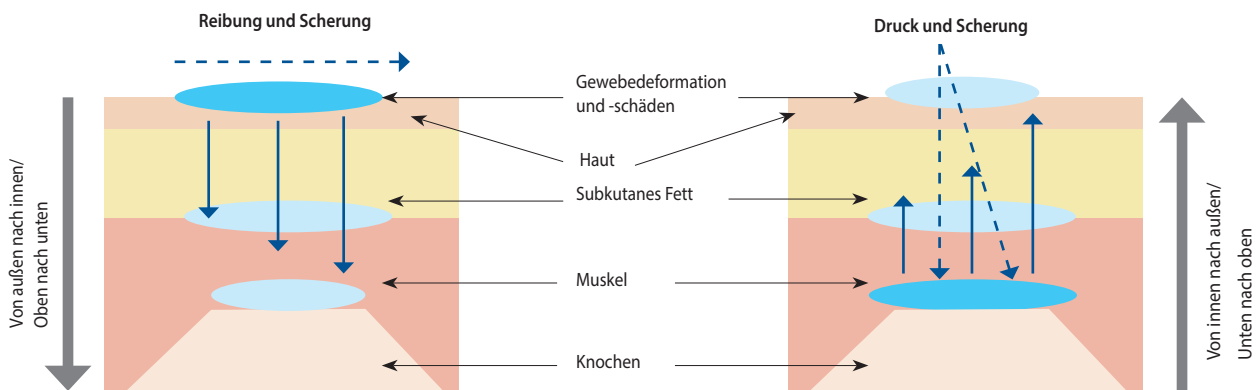 Reibung und Scherung
Druck und Scherung
Von außen nach innen/
Oben nach unten
Gewebedeformation
und -schäden
Haut
Subkutanes Fett
Muskel
Knochen
Von innen nach außen/
Unten nach oben